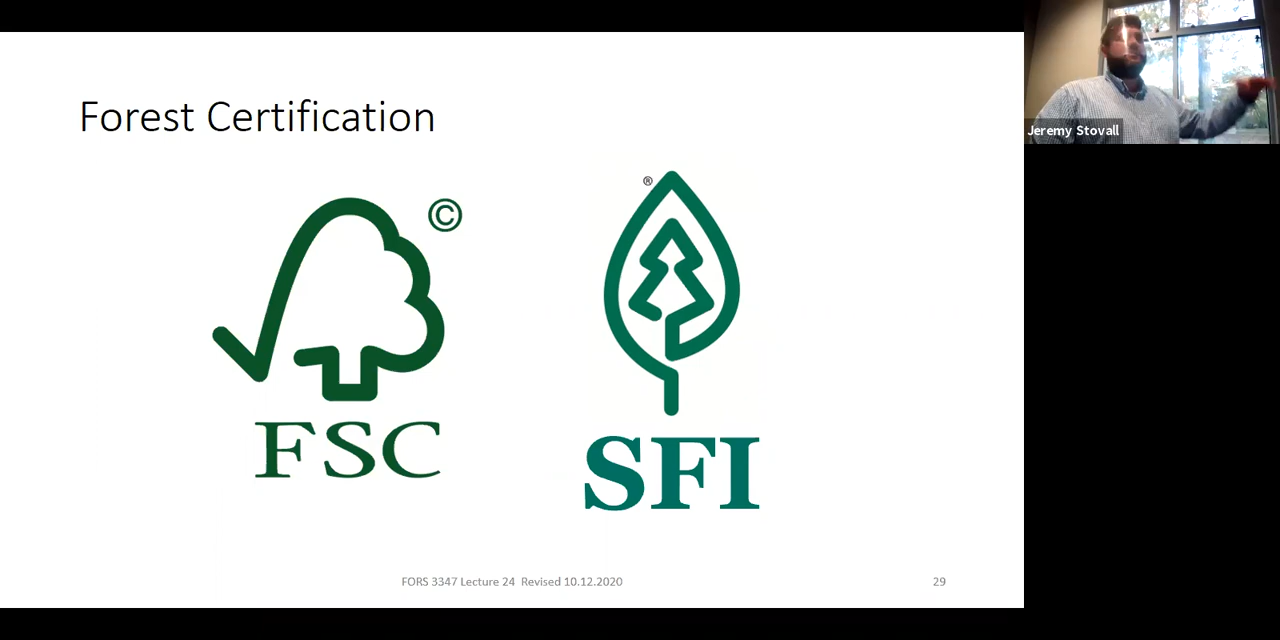 Forest Certification
©
FSC
®
SFI
FORS 3347 Lecture 24 Revised 10.12.2020
29
Jeremy Stovall